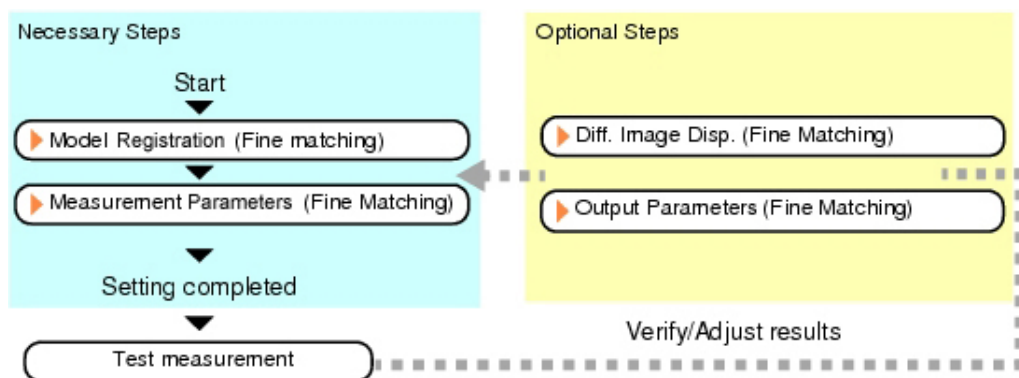 Necessary Steps
Start
Model Registration (Fine matching)
Measurement Parameters (Fine Matching)
Setting completed
Test measurement
Optional Steps
Diff. Image Disp. (Fine Matching)
Output Parameters (Fine Matching)
Verify/Adjust results